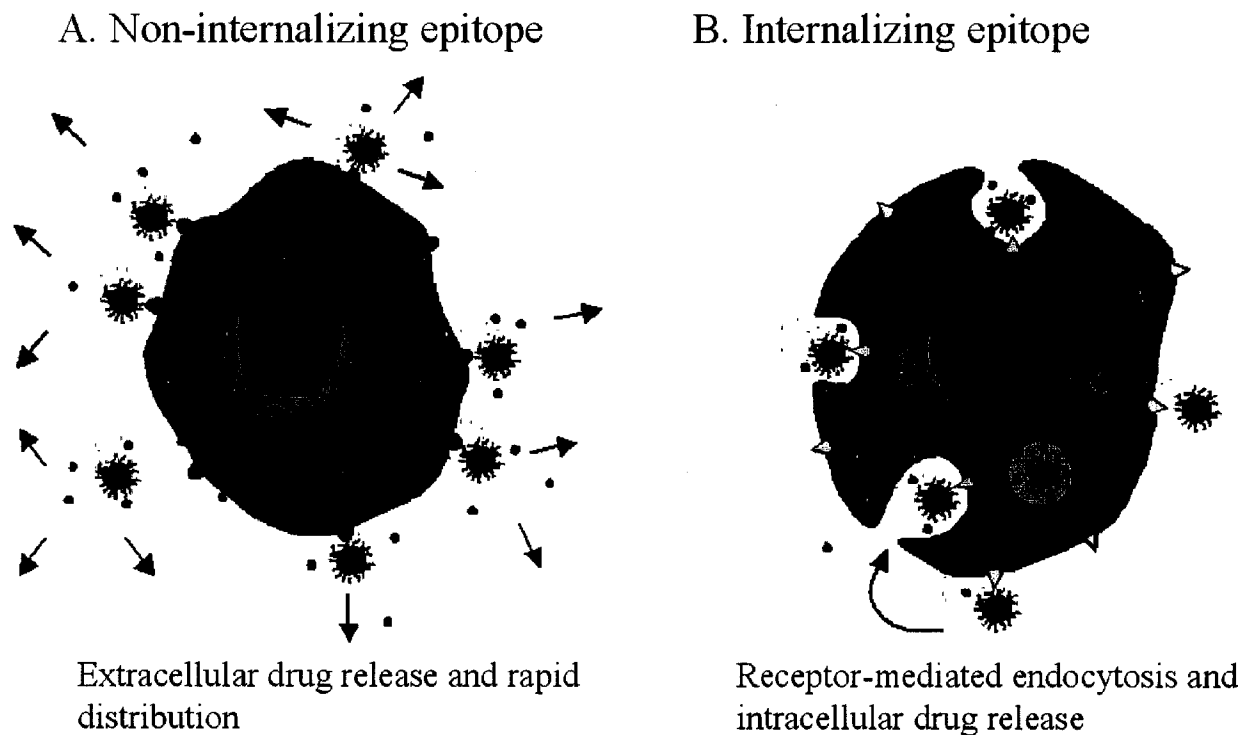 A. Non-internalizing epitope
B. Internalizing epitope
Extracellular drug release and rapid
distribution
Receptor-mediated endocytosis and
intracellular drug release